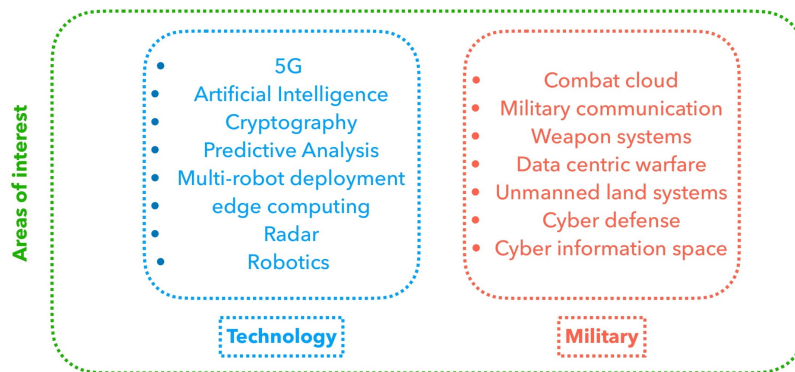 Areas of interest
5G
Artificial Intelligence
Cryptography
Predictive Analysis
Multi-robot deployment
edge computing
Radar
Robotics
Technology
Combat cloud
Military communication
Weapon systems
Data centric warfare
Unmanned land systems
Cyber defense
Cyber information space
Military